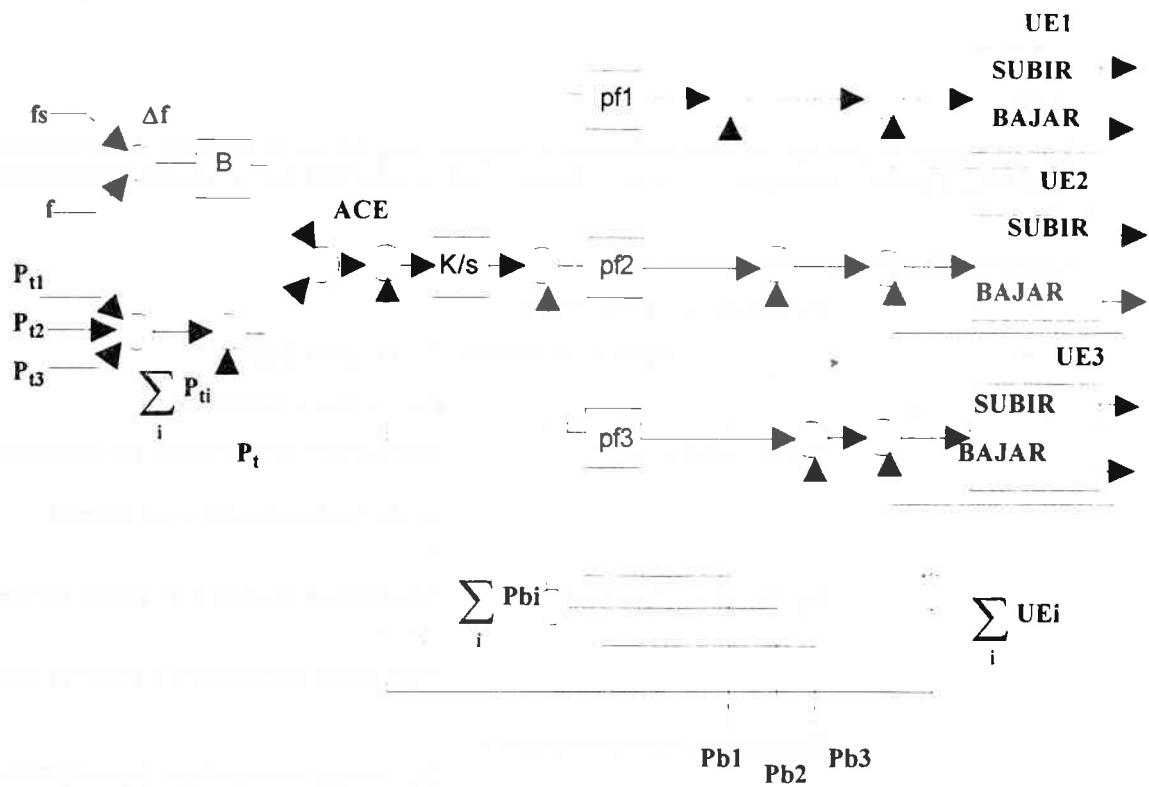 UE1
SUBIR
BAJAR
pf1
fs
Δf
B
f
UE2
SUBIR
BAJAR
ACE
K/s
pf2
Pt1
Pt2
Pt3
∑ Pti
i
Pt
UE3
SUBIR
BAJAR
pf3
∑ Pbi
i
∑ UEi
i
Pb1
Pb2
Pb3